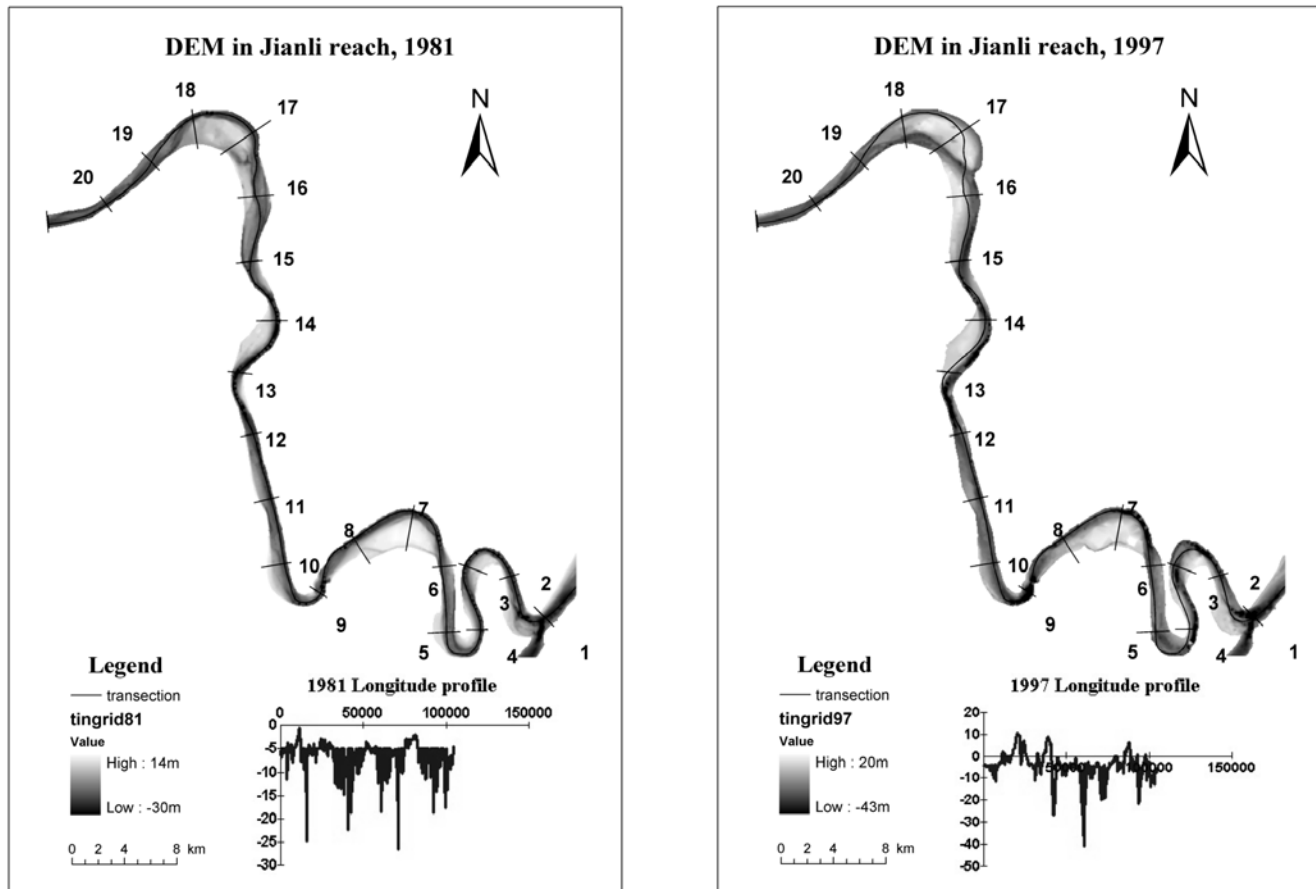 DEM in Jianli reach, 1981
18
17
N
19
20
16
15
14
13
12
11
7
8
10
6
2
3
9
5
4
1
Legend
transection
tingrid81
Value
High : 14m
Low : -30m
0 2 4 8 km
1981 Longitude profile
0 50000 100000 150000
0
-5
-10
-15
-20
-25
-30
DEM in Jianli reach, 1997
18
17
N
19
20
16
15
14
13
12
11
7
8
10
6
2
3
9
5
4
1
Legend
transection
tingrid97
Value
High : 20m
Low : -43m
0 2 4 8 km
1997 Longitude profile
20
10
0
-10
-20
-30
-40
-50
0 50000 100000 150000